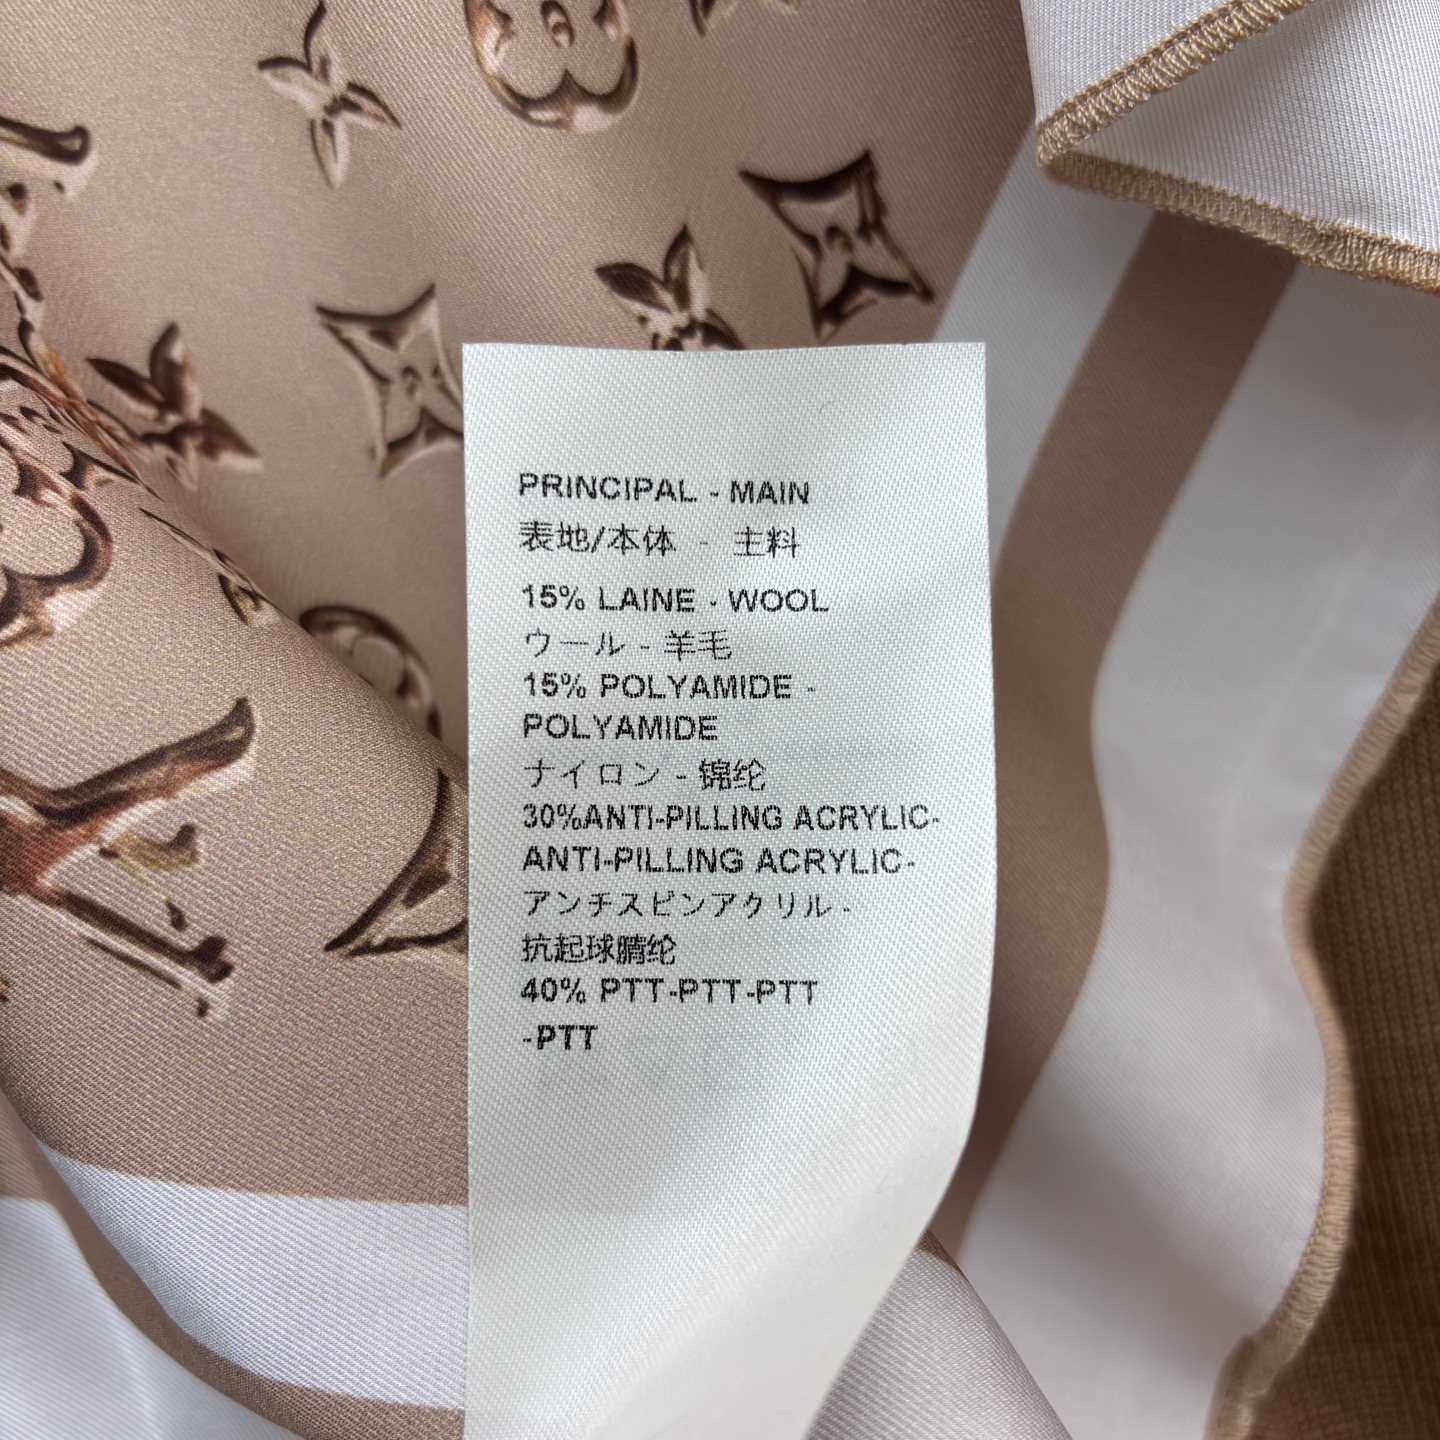 PRINCIPAL - MAIN
表地/本体 - 主料
15% LAINE - WOOL
ウール - 羊毛
15% POLYAMIDE -
POLYAMIDE
ナイロン - 锦纶
30%ANTI-PILLING ACRYLIC-
ANTI-PILLING ACRYLIC-
アンチスピンアクリル -
抗起球腈纶
40% PTT-PTT-PTT
-PTT